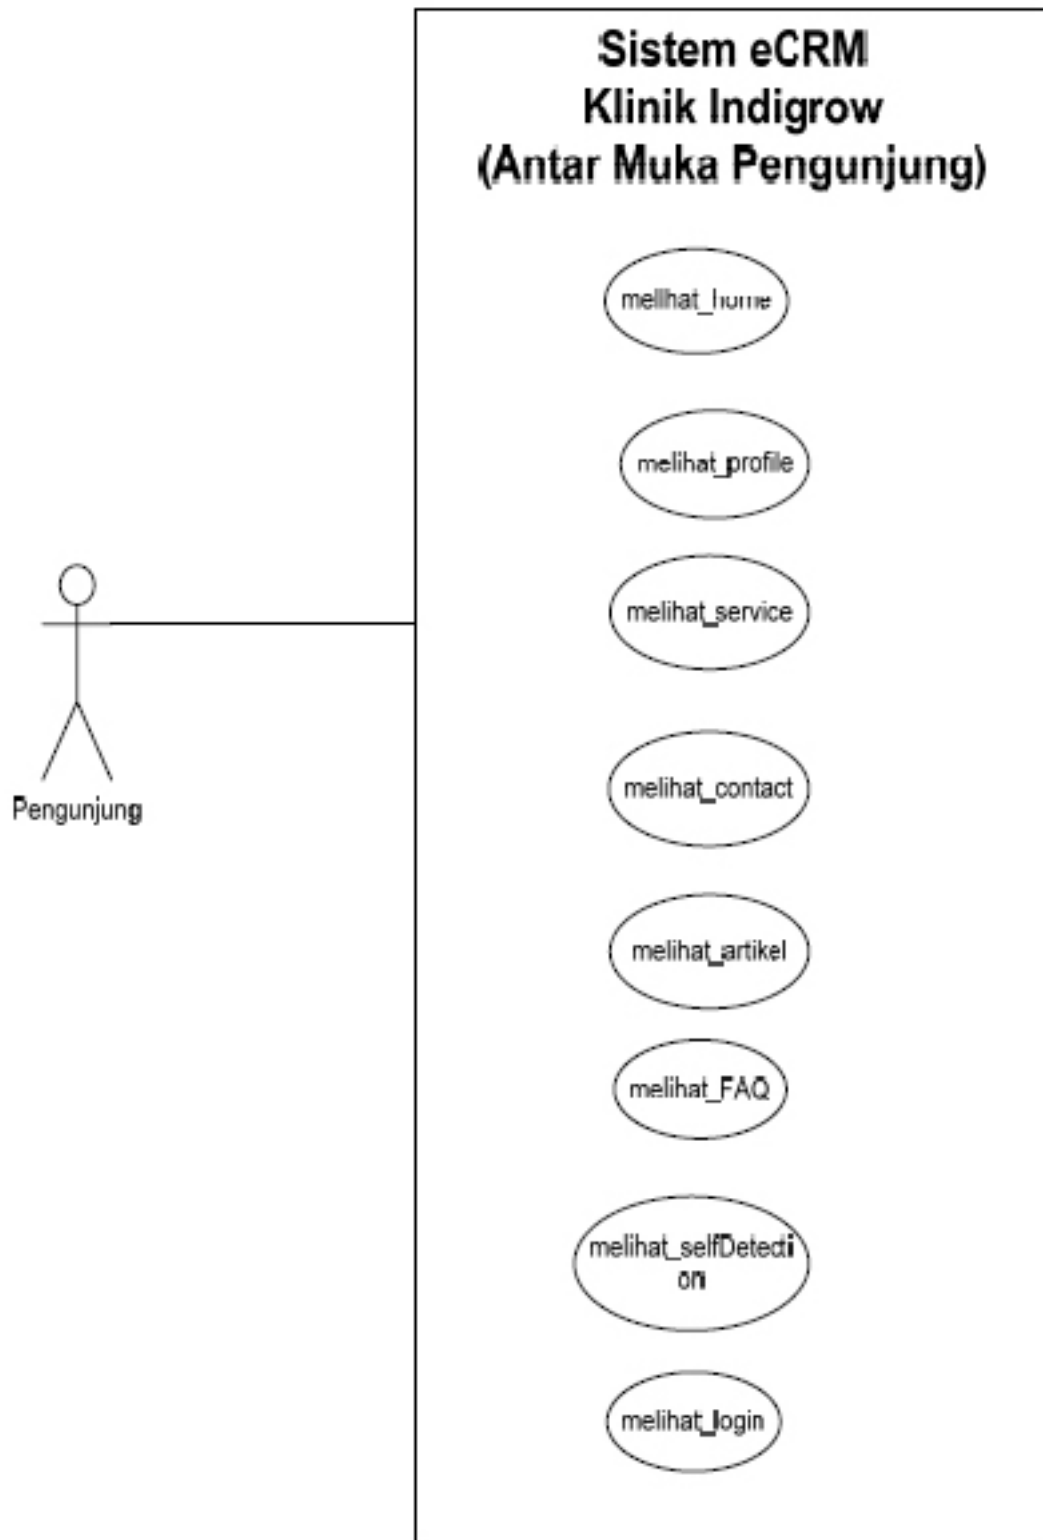 Sistem eCRM
Klinik Indigrow
(Antar Muka Pengunjung)
melihat_home
melihat_profile
melihat_service
Pengunjung
melihat_contact
melihat_artikel
melihat_FAQ
melihat_selfDetecti
on
melihat_login